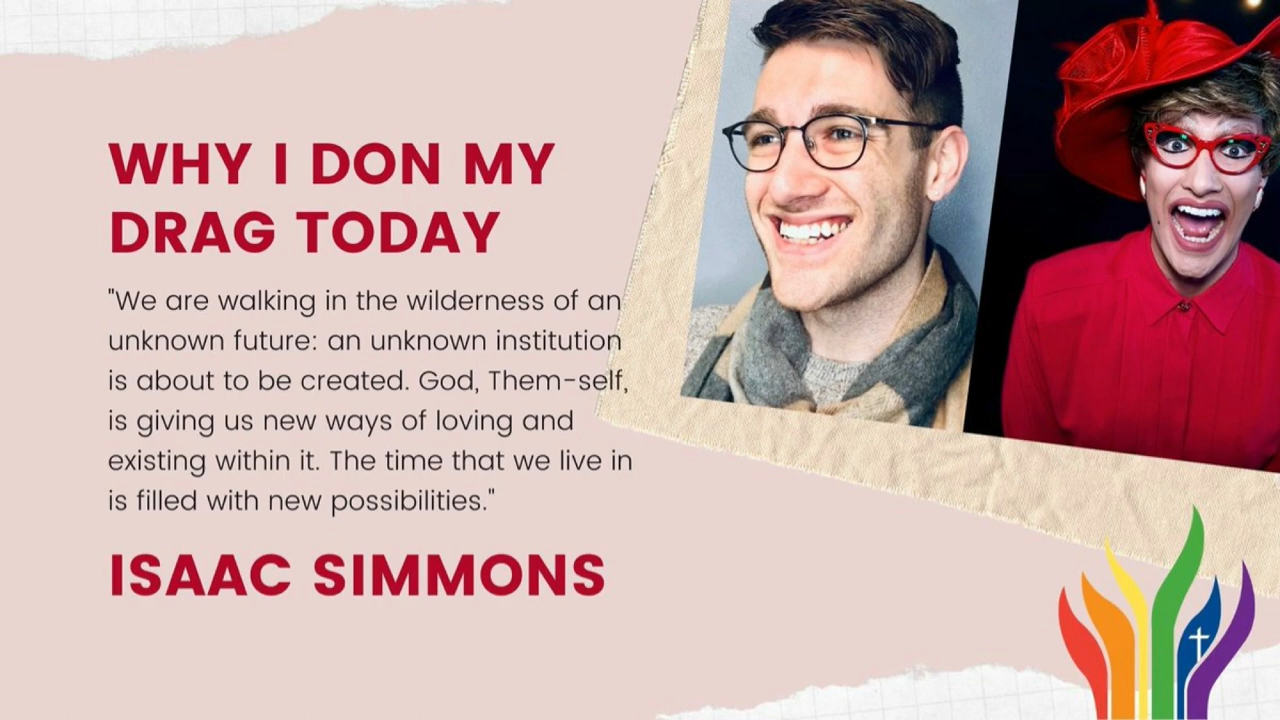 WHY I DON MY
DRAG TODAY
"We are walking in the wilderness of an
unknown future: an unknown institution
is about to be created. God, Them-self,
is giving us new ways of loving and
existing within it. The time that we live in
is filled with new possibilities."
ISAAC SIMMONS